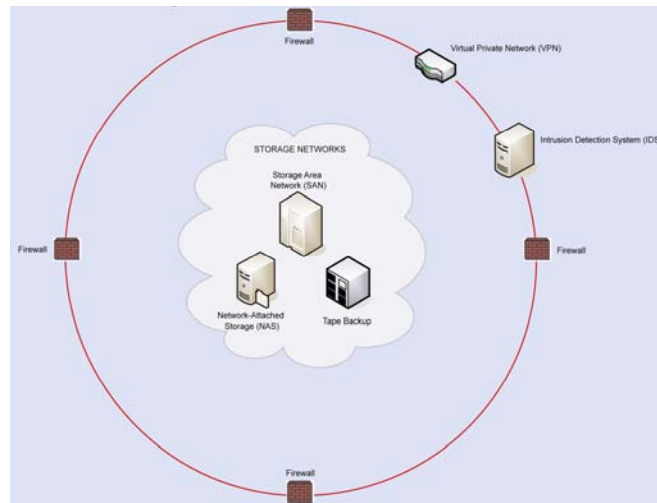 Firewall
Virtual Private Network (VPN)
Intrusion Detection System (IDS
STORAGE NETWORKS
Storage Area
Network (SAN)
Firewall
Firewall
Network-Attached
Storage (NAS)
Tape Backup
Firewall